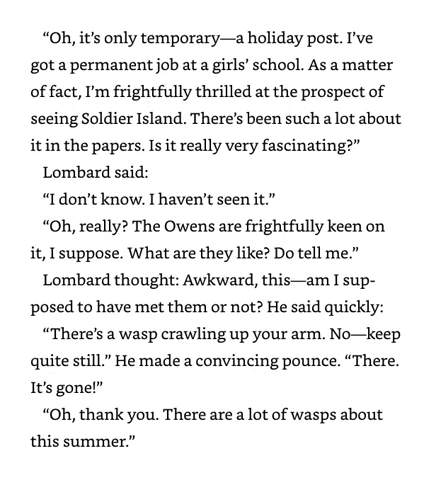 “Oh, it’s only temporary—a holiday post. I’ve
got a permanent job at a girls’ school. As a matter
of fact, I’m frightfully thrilled at the prospect of
seeing Soldier Island. There’s been such a lot about
it in the papers. Is it really very fascinating?”
Lombard said:
“I don’t know. I haven’t seen it.”
“Oh, really? The Owens are frightfully keen on
it, I suppose. What are they like? Do tell me.”
Lombard thought: Awkward, this—am I sup-
posed to have met them or not? He said quickly:
“There’s a wasp crawling up your arm. No—keep
quite still.” He made a convincing pounce. “There.
It’s gone!”
“Oh, thank you. There are a lot of wasps about
this summer.”